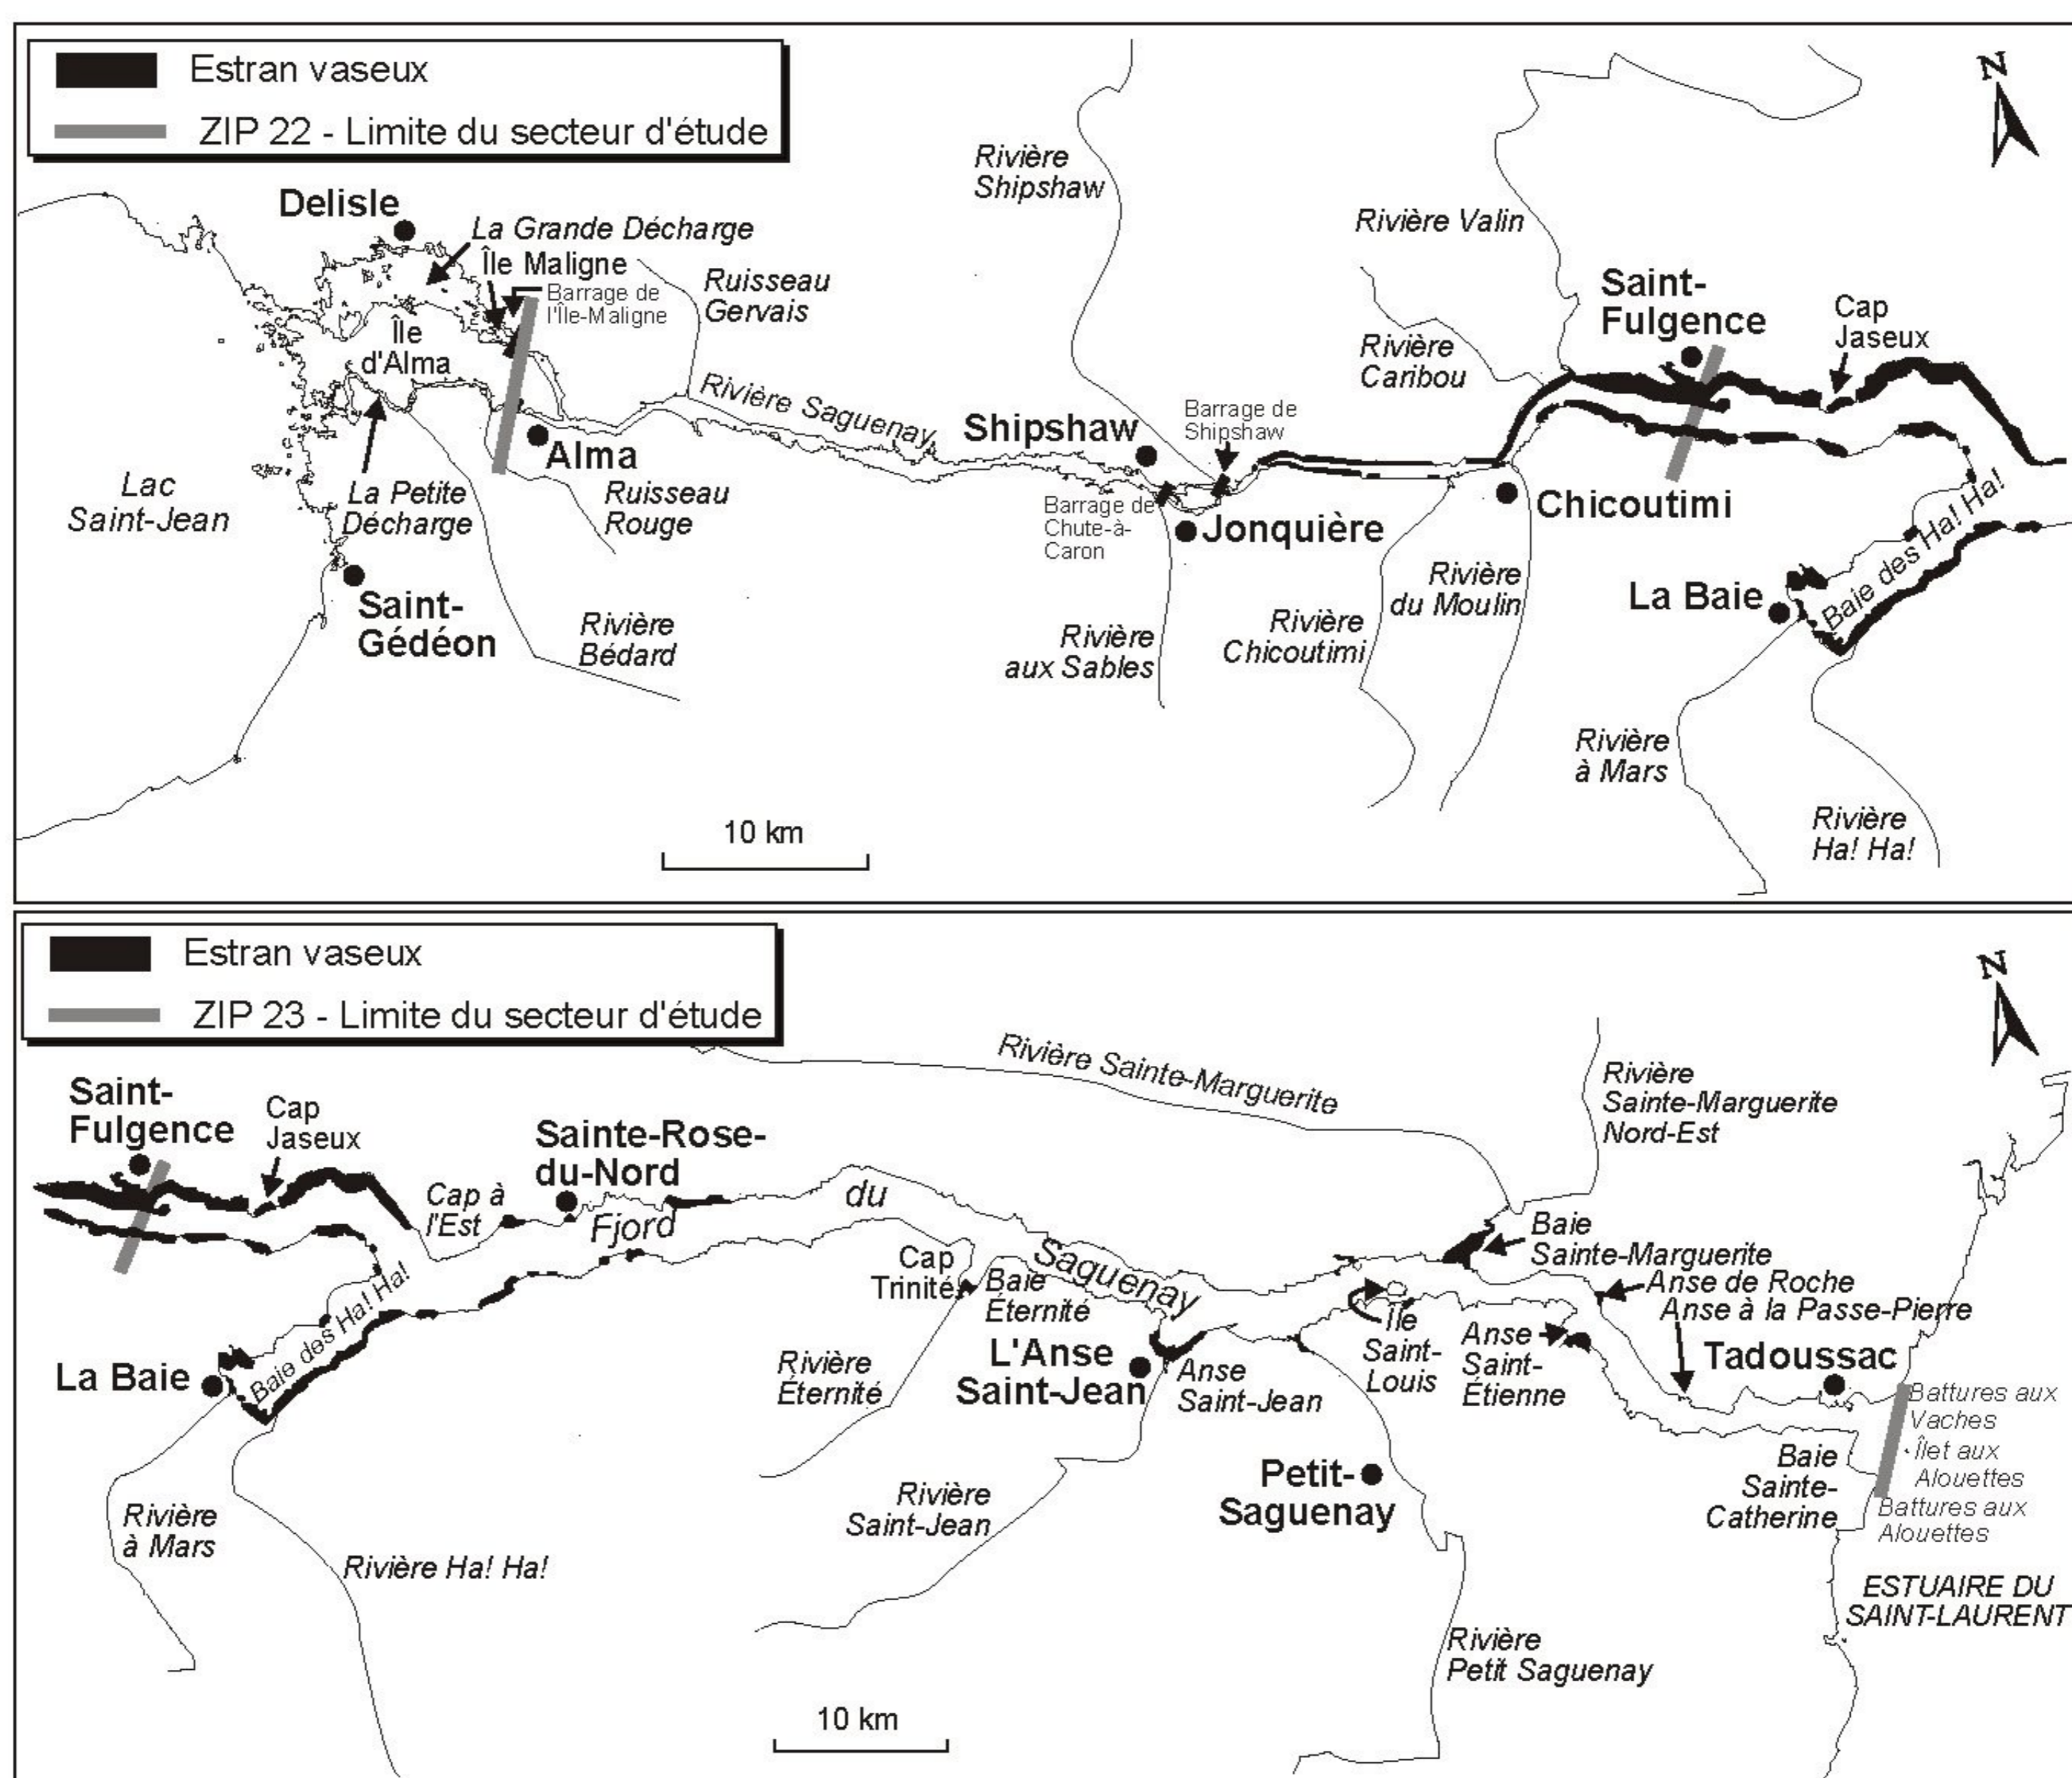 Estran vaseux
ZIP 22 - Limite du secteur d'étude
N
Delisle
La Grande Décharge
Île Maligne
Barrage de
l'Île-Maligne
Ruisseau
Gervais
Île
d'Alma
Rivière
Shipshaw
Rivière Valin
Saint-
Fulgence
Cap
Jaseux
Rivière
Caribou
Rivière Saguenay
Shipshaw
Barrage de
Shipshaw
Alma
Lac
Saint-Jean
La Petite
Décharge
Ruisseau
Rouge
Barrage de
Chute-à-
Caron
Jonquière
Chicoutimi
Baie des Ha! Ha!
Saint-
Gédéon
Rivière
Bédard
Rivière
aux Sables
Rivière
Chicoutimi
Rivière
du Moulin
La Baie
Rivière
à Mars
Rivière
Ha! Ha!
10 km
Estran vaseux
ZIP 23 - Limite du secteur d'étude
N
Rivière Sainte-Marguerite
Rivière
Sainte-Marguerite
Nord-Est
Saint-
Fulgence
Cap
Jaseux
Sainte-Rose-
du-Nord
Cap à
l'Est
Fjord
du
Saguenay
Baie
Sainte-Marguerite
Cap
Trinité
Baie
Éternité
Anse de Roche
Anse à la Passe-Pierre
Baie des Ha! Ha!
La Baie
Rivière
Éternité
L'Anse
Saint-Jean
Anse
Saint-Jean
Île
Saint-
Louis
Anse
Saint-
Étienne
Tadoussac
Battures aux
Vaches
Îlet aux
Alouettes
Battures aux
Alouettes
Baie
Sainte-
Catherine
Petit-
Saguenay
Rivière
Saint-Jean
Rivière
à Mars
Rivière Ha! Ha!
ESTUAIRE DU
SAINT-LAURENT
Rivière
Petit Saguenay
10 km